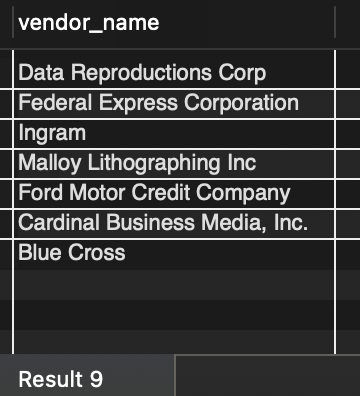 vendor_name
Data Reproductions Corp
Federal Express Corporation
Ingram
Malloy Lithographing Inc
Ford Motor Credit Company
Cardinal Business Media, Inc.
Blue Cross
Result 9